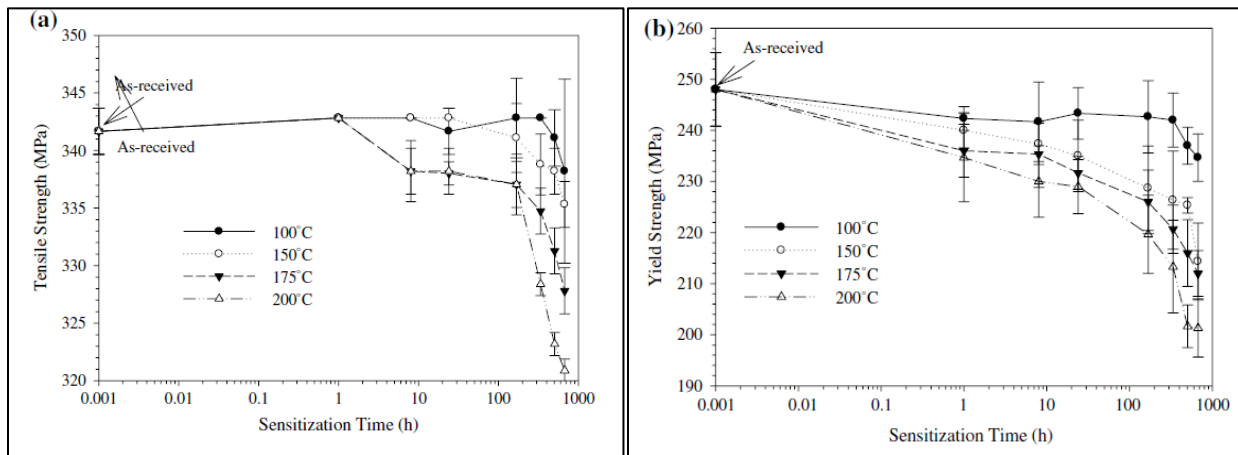 (a)
350
345
340
335
330
325
320
Tensile Strength (MPa)
As-received
As-received
100°C
150°C
175°C
200°C
0.001 0.01 0.1 1 10 100 1000
Sensitization Time (h)
(b)
260
250
240
230
220
210
200
190
Yield Strength (MPa)
As-received
100°C
150°C
175°C
200°C
0.001 0.01 0.1 1 10 100 1000
Sensitization Time (h)